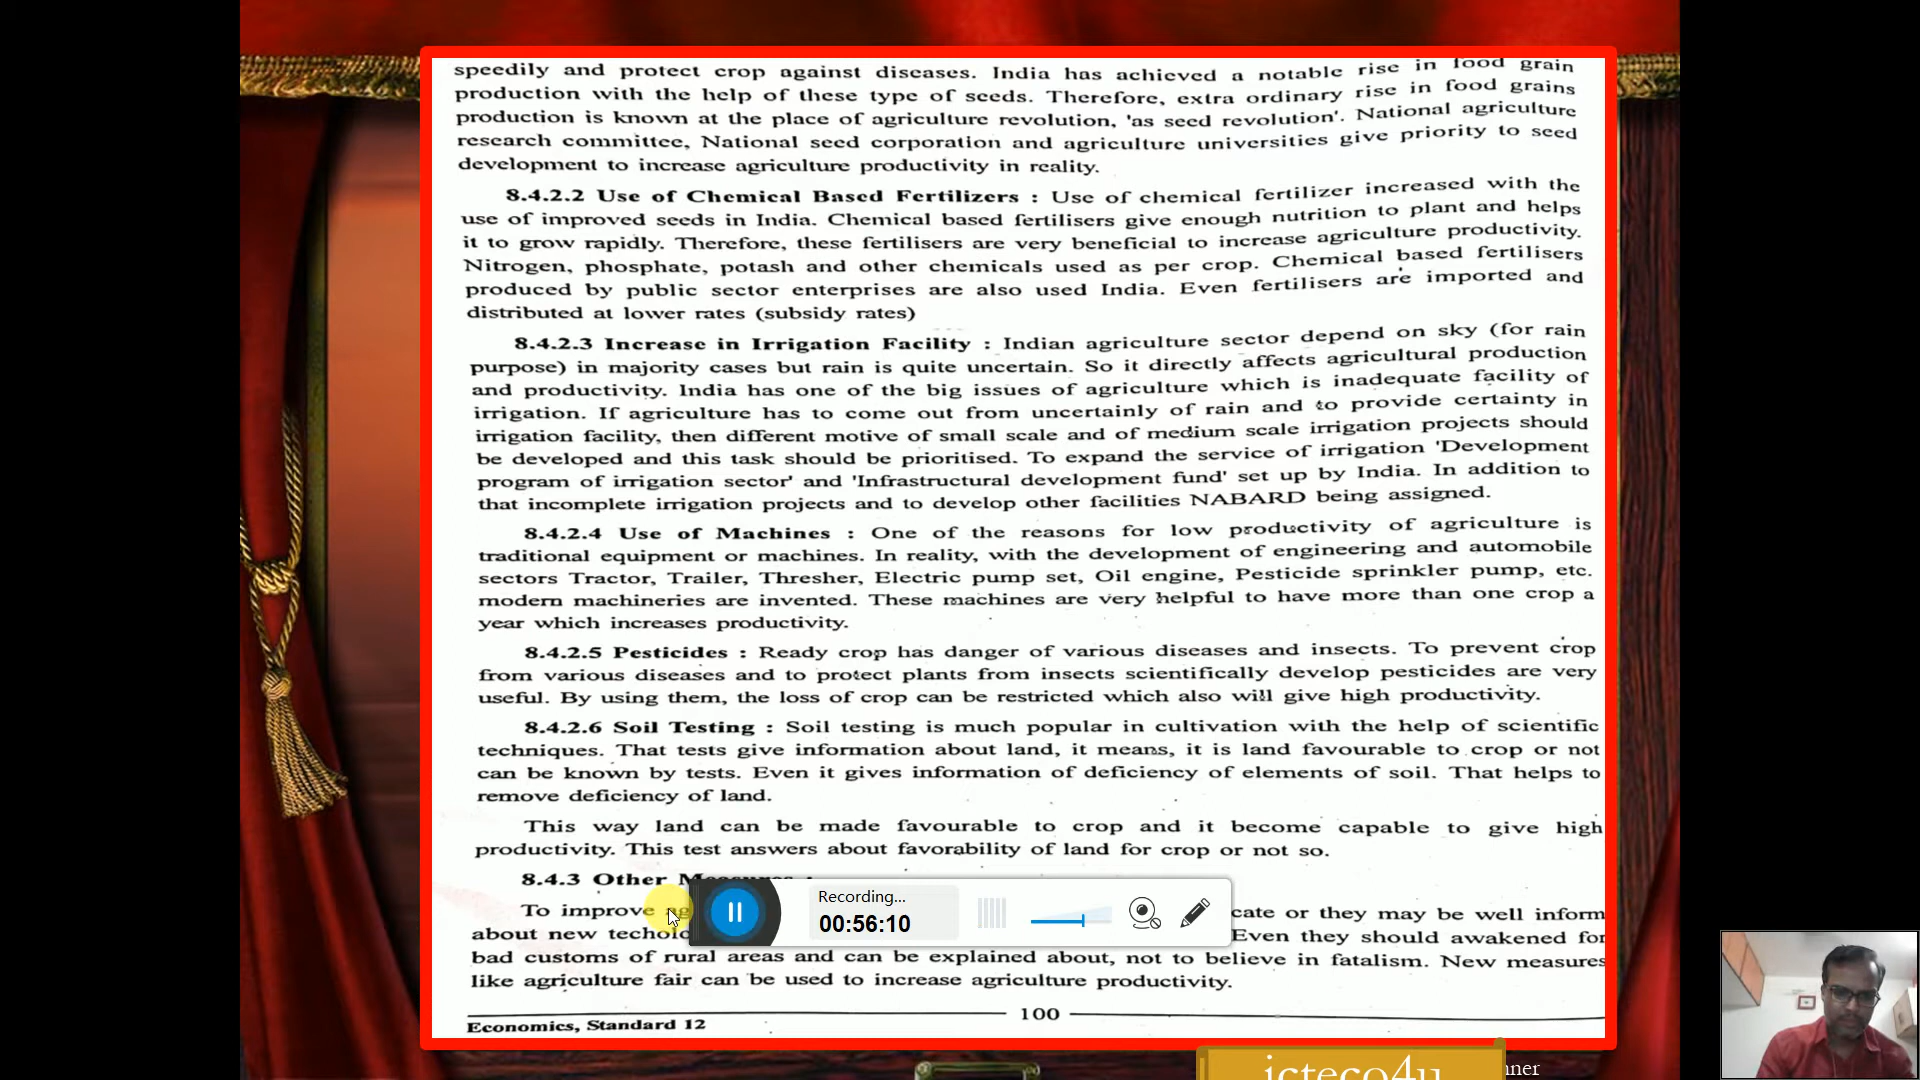 speedily and protect crop against diseases. India has achieved a notable rise in food grain
production with the help of these type of seeds. Therefore, extra ordinary rise in food grains
production is known at the place of agriculture revolution, 'as seed revolution'. National agriculture
research committee, National seed corporation and agriculture universities give priority to seed
development to increase agriculture productivity in reality.
8.4.2.2 Use of Chemical Based Fertilizers : Use of chemical fertilizer increased with the
use of improved seeds in India. Chemical based fertilisers give enough nutrition to plant and helps
it to grow rapidly. Therefore, these fertilisers are very beneficial to increase agriculture productivity.
Nitrogen, phosphate, potash and other chemicals used as per crop. Chemical based fertilisers
produced by public sector enterprises are also used India. Even fertilisers are imported and
distributed at lower rates (subsidy rates)
8.4.2.3 Increase in Irrigation Facility : Indian agriculture sector depend on sky (for rain
purpose) in majority cases but rain is quite uncertain. So it directly affects agricultural production
and productivity. India has one of the big issues of agriculture which is inadequate facility of
irrigation. If agriculture has to come out from uncertainly of rain and to provide certainty in
irrigation facility, then different motive of small scale and of medium scale irrigation projects should
be developed and this task should be prioritised. To expand the service of irrigation 'Development
program of irrigation sector' and 'Infrastructural development fund' set up by India. In addition to
that incomplete irrigation projects and to develop other facilities NABARD being assigned.
8.4.2.4 Use of Machines : One of the reasons for low productivity of agriculture is
traditional equipment or machines. In reality, with the development of engineering and automobile
sectors Tractor, Trailer, Thresher, Electric pump set, Oil engine, Pesticide sprinkler pump, etc.
modern machineries are invented. These machines are very helpful to have more than one crop a
year which increases productivity.
8.4.2.5 Pesticides : Ready crop has danger of various diseases and insects. To prevent crop
from various diseases and to protect plants from insects scientifically develop pesticides are very
useful. By using them, the loss of crop can be restricted which also will give high productivity.
8.4.2.6 Soil Testing : Soil testing is much popular in cultivation with the help of scientific
techniques. That tests give information about land, it means, it is land favourable to crop or not
can be known by tests. Even it gives information of deficiency of elements of soil. That helps to
remove deficiency of land.
This way land can be made favourable to crop and it become capable to give high
productivity. This test answers about favorability of land for crop or not so.
8.4.3 Other Measures :
To improve cate or they may be well inform
about new Even they should awakened for
bad customs of rural areas and can be explained about, not to believe in fatalism. New measures
like agriculture fair can be used to increase agriculture productivity.
100
Economics, Standard 12
Recording...
00:56:10
icteco4u